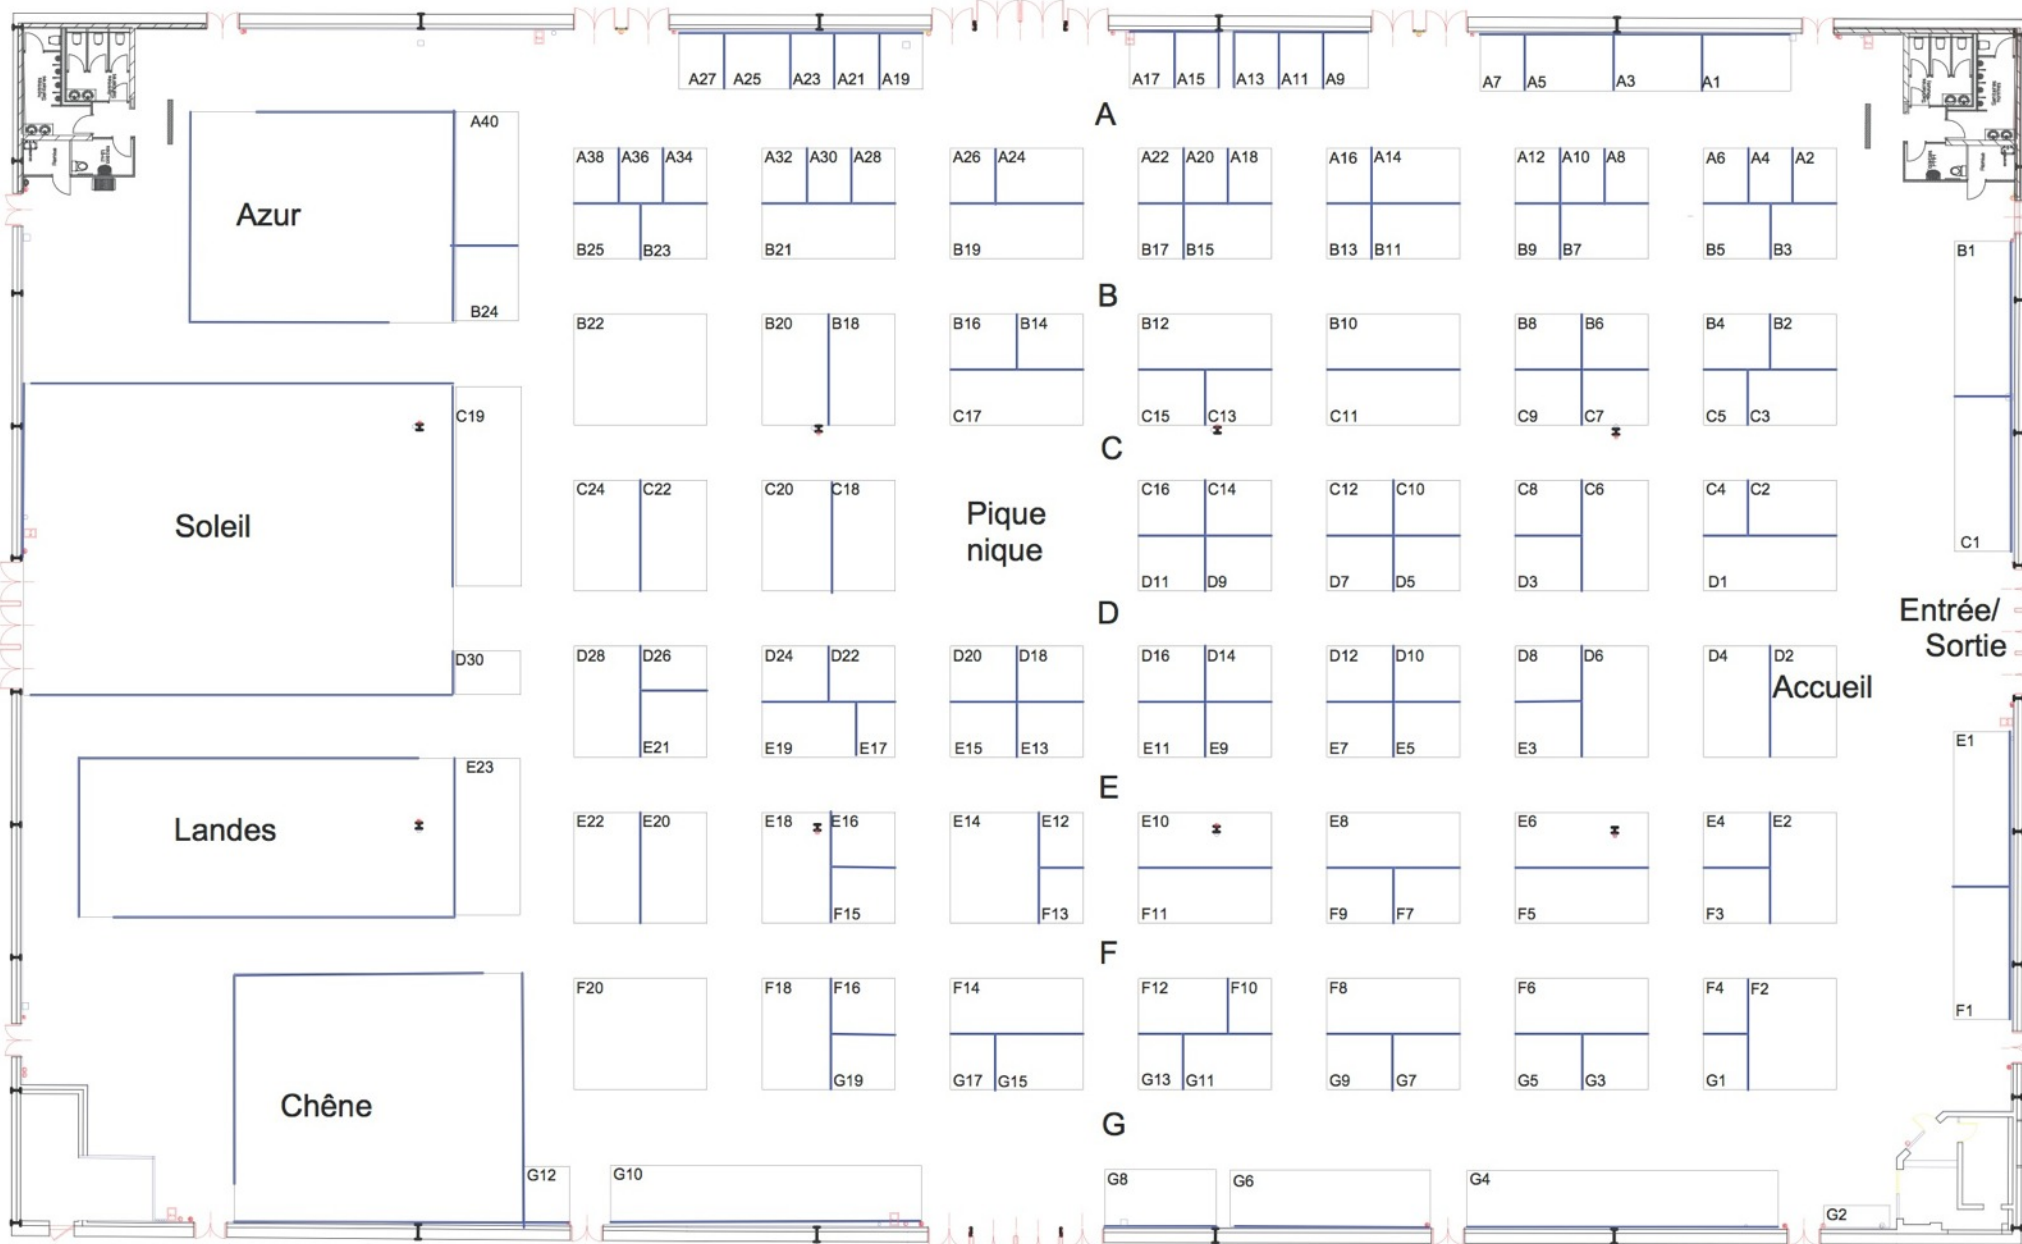 A27 A25 A23 A21 A19 A17 A15 A13 A11 A9 A7 A5 A3 A1
A
A40
A38 A36 A34 A32 A30 A28 A26 A24 A22 A20 A18 A16 A14 A12 A10 A8 A6 A4 A2
Azur
B25 B23 B21 B19 B17 B15 B13 B11 B9 B7 B5 B3 B1
B
B24
B22 B20 B18 B16 B14 B12 B10 B8 B6 B4 B2
C19 C17 C15 C13 C11 C9 C7 C5 C3
C
C24 C22 C20 C18 C16 C14 C12 C10 C8 C6 C4 C2
Soleil
Pique
nique
C1
D11 D9 D7 D5 D3 D1
D
Entrée/
Sortie
D30 D28 D26 D24 D22 D20 D18 D16 D14 D12 D10 D8 D6 D4 D2
Accueil
E21 E19 E17 E15 E13 E11 E9 E7 E5 E3 E1
E23
E
E22 E20 E18 E16 E14 E12 E10 E8 E6 E4 E2
Landes
F15 F13 F11 F9 F7 F5 F3
F
F20 F18 F16 F14 F12 F10 F8 F6 F4 F2
F1
G19 G17 G15 G13 G11 G9 G7 G5 G3 G1
Chêne
G
G12 G10 G8 G6 G4
G2